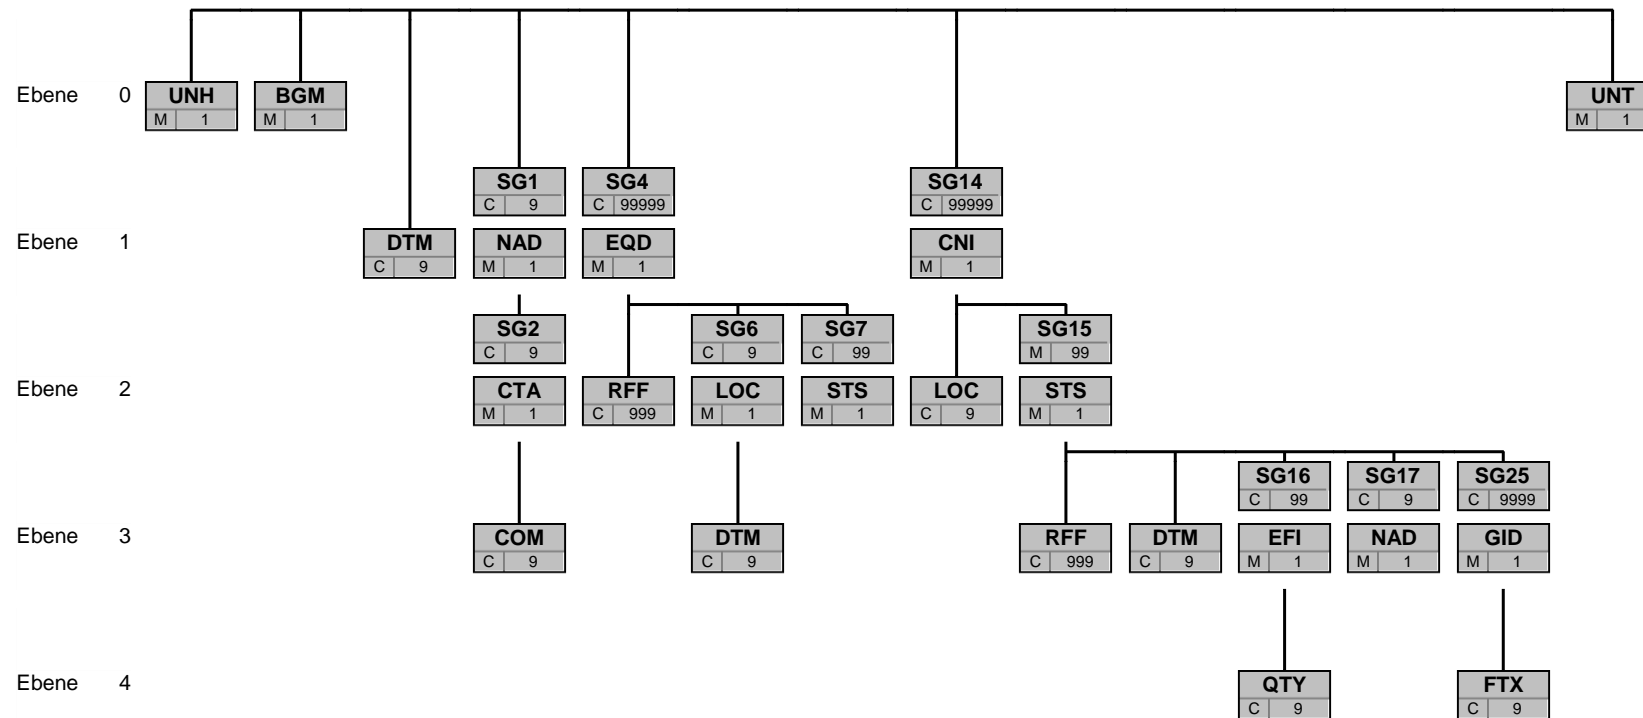 Ebene 0 UNH BGM UNT
M 1 M 1 M 1
SG1 SG4 SG14
C 9 C 99999 C 99999
Ebene 1 DTM NAD EQD CNI
C 9 M 1 M 1 M 1
SG2 SG6 SG7 SG15
C 9 C 9 C 99 M 99
Ebene 2 CTA RFF LOC STS LOC STS
M 1 C 999 M 1 M 1 C 9 M 1
SG16 SG17 SG25
C 99 C 9 C 9999
Ebene 3 COM DTM RFF DTM EFI NAD GID
C 9 C 9 C 999 C 9 M 1 M 1 M 1
Ebene 4 QTY FTX
C 9 C 9